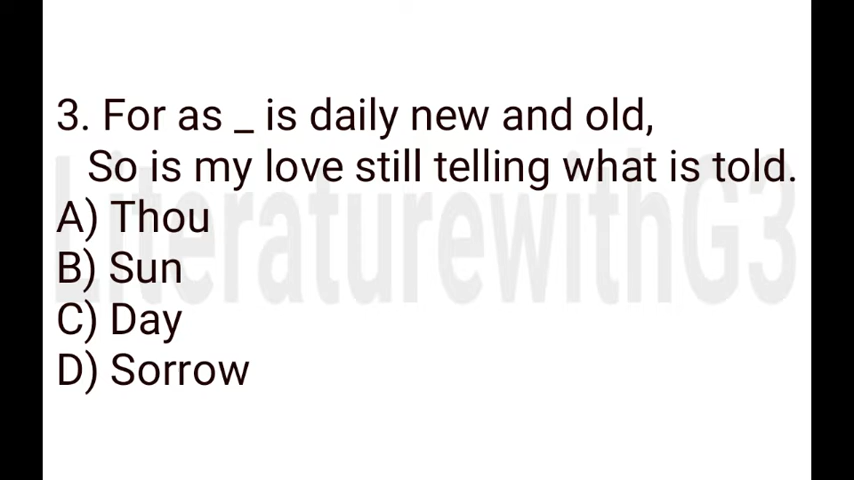 3. For as _ is daily new and old,
So is my love still telling what is told.
A) Thou
B) Sun
C) Day
D) Sorrow
LiteraturewithG3